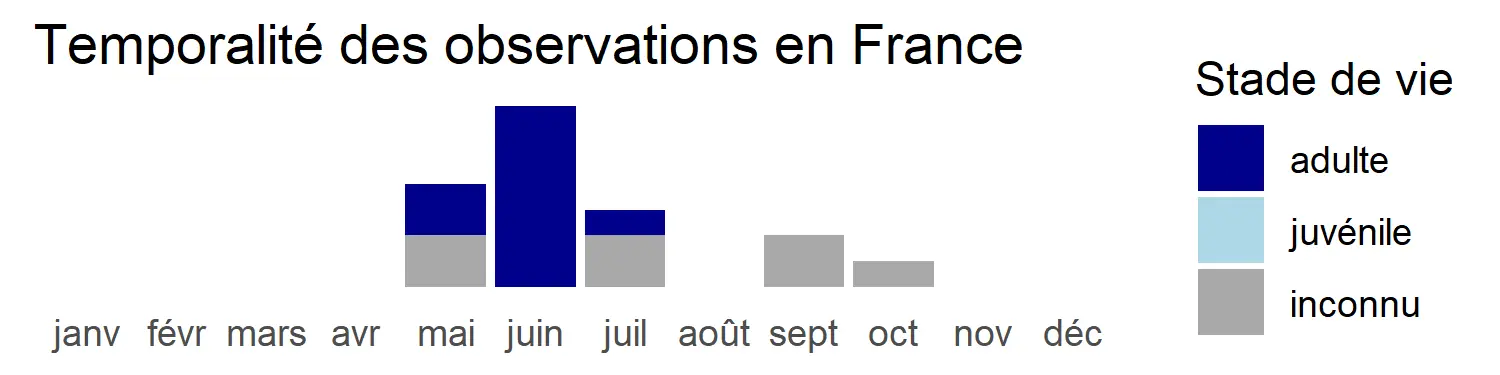 Temporalité des observations en France
Stade de vie
adulte
juvénile
inconnu
janv févr mars avr mai juin juil août sept oct nov déc